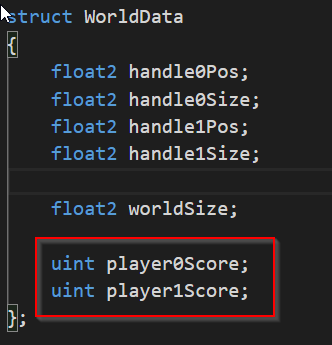 struct WorldData
{
float2 handle0Pos;
float2 handle0Size;
float2 handle1Pos;
float2 handle1Size;
float2 worldSize;
uint player0Score;
uint player1Score;
};